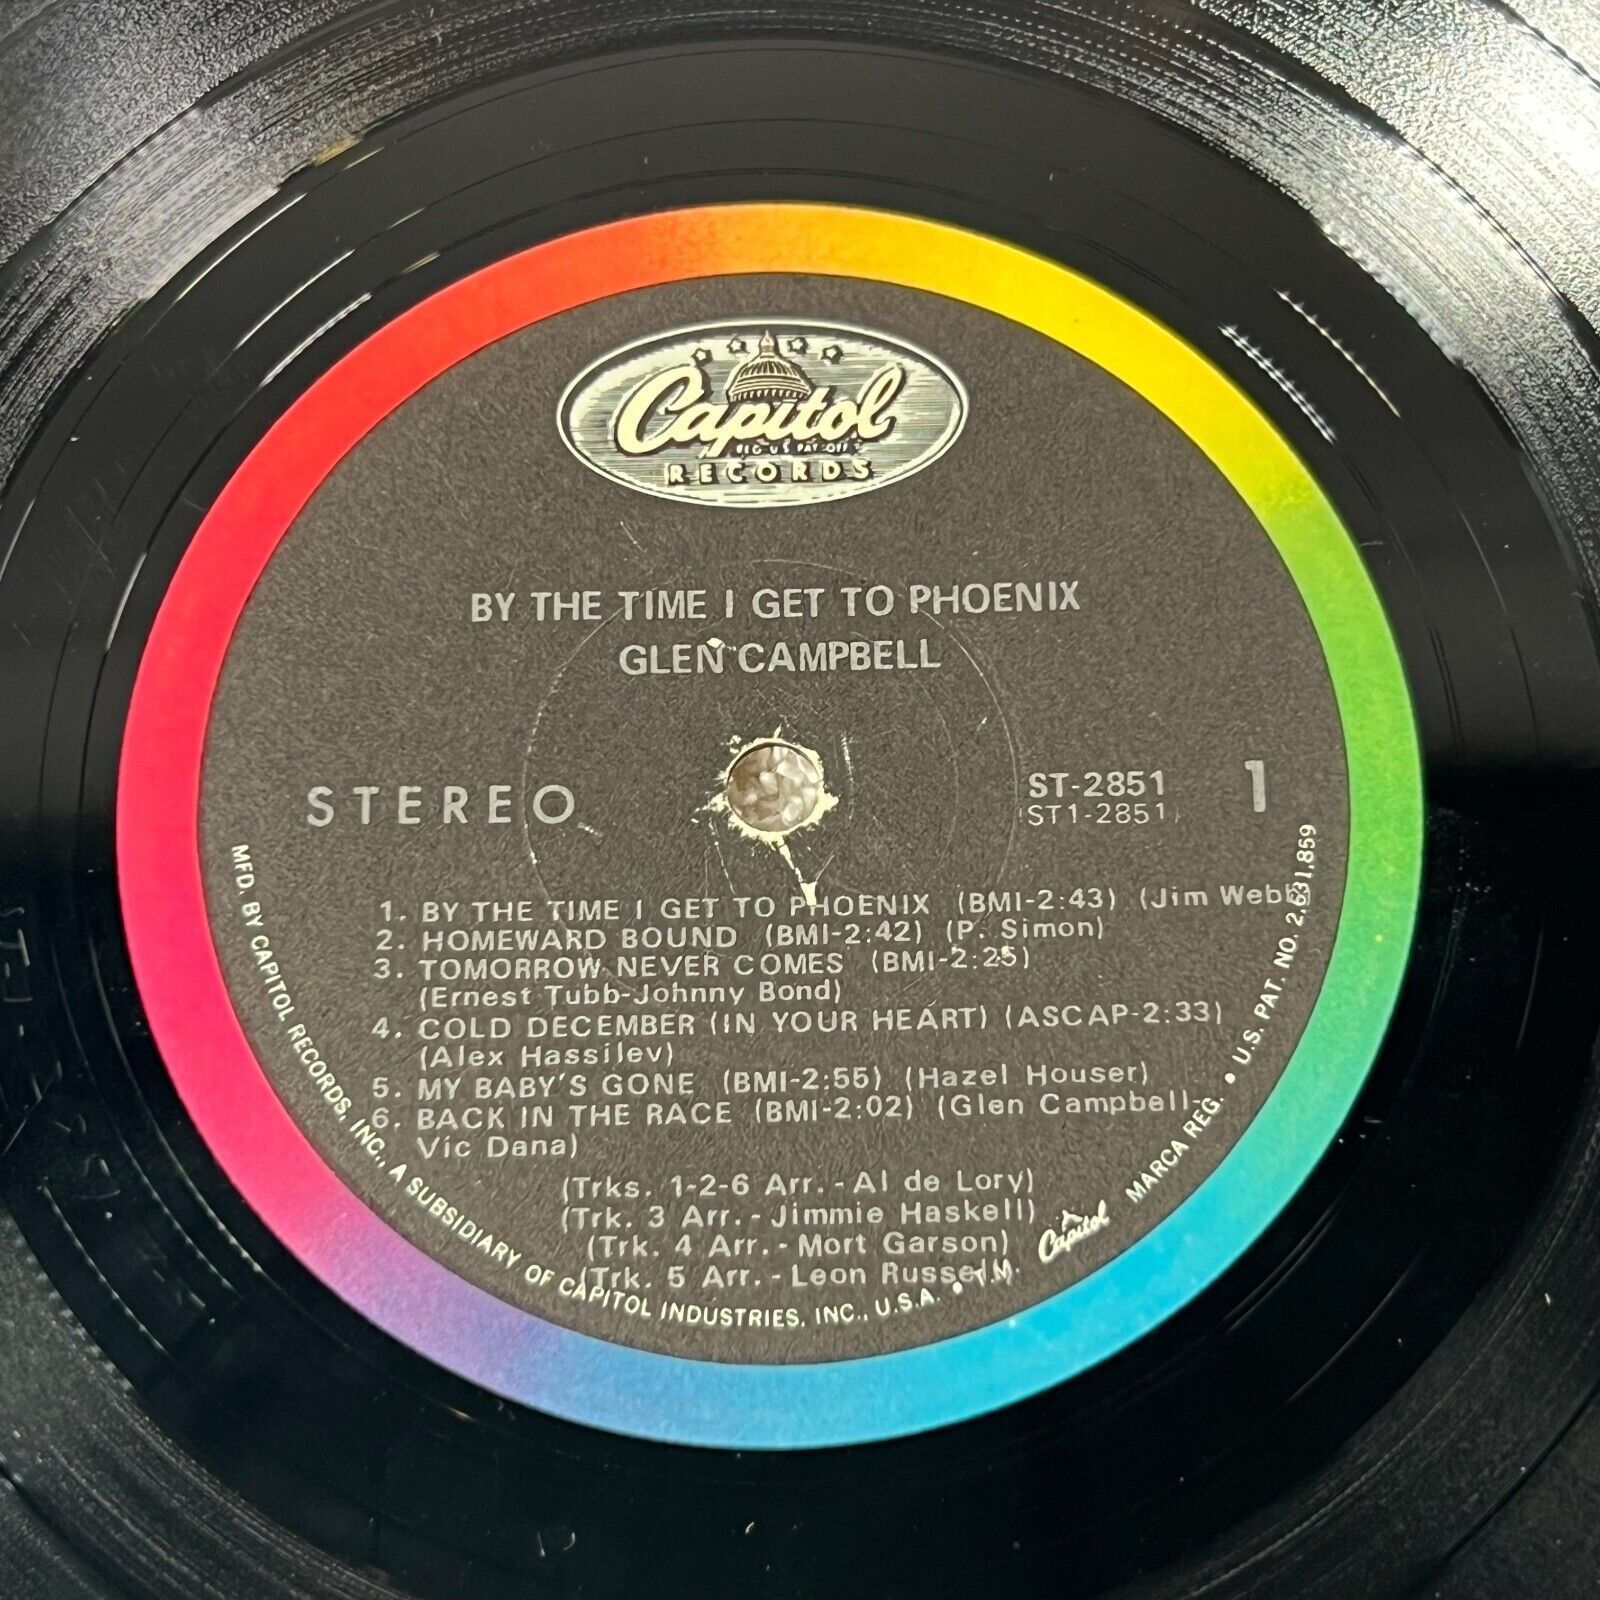 Capitol
REG. U.S. PAT. OFF.
RECORDS
BY THE TIME I GET TO PHOENIX
GLEN CAMPBELL
STEREO
ST-2851
(ST1-2851)
1
1. BY THE TIME I GET TO PHOENIX (BMI-2:43) (Jim Webb)
2. HOMEWARD BOUND (BMI-2:42) (P. Simon)
3. TOMORROW NEVER COMES (BMI-2:25)
(Ernest Tubb-Johnny Bond)
4. COLD DECEMBER (IN YOUR HEART) (ASCAP-2:33)
(Alex Hassilev)
5. MY BABY'S GONE (BMI-2:55) (Hazel Houser)
6. BACK IN THE RACE (BMI-2:02) (Glen Campbell-
Vic Dana)
(Trks. 1-2-6 Arr.-Al de Lory)
(Trk. 3 Arr.-Jimmie Haskell)
(Trk. 4 Arr.-Mort Garson)
(Trk. 5 Arr.-Leon Russell)
MFD. BY CAPITOL RECORDS, INC., A SUBSIDIARY OF CAPITOL INDUSTRIES, INC., U.S.A. • T.M. Capitol MARCA REG. • U.S. PAT. NO. 2,631,859